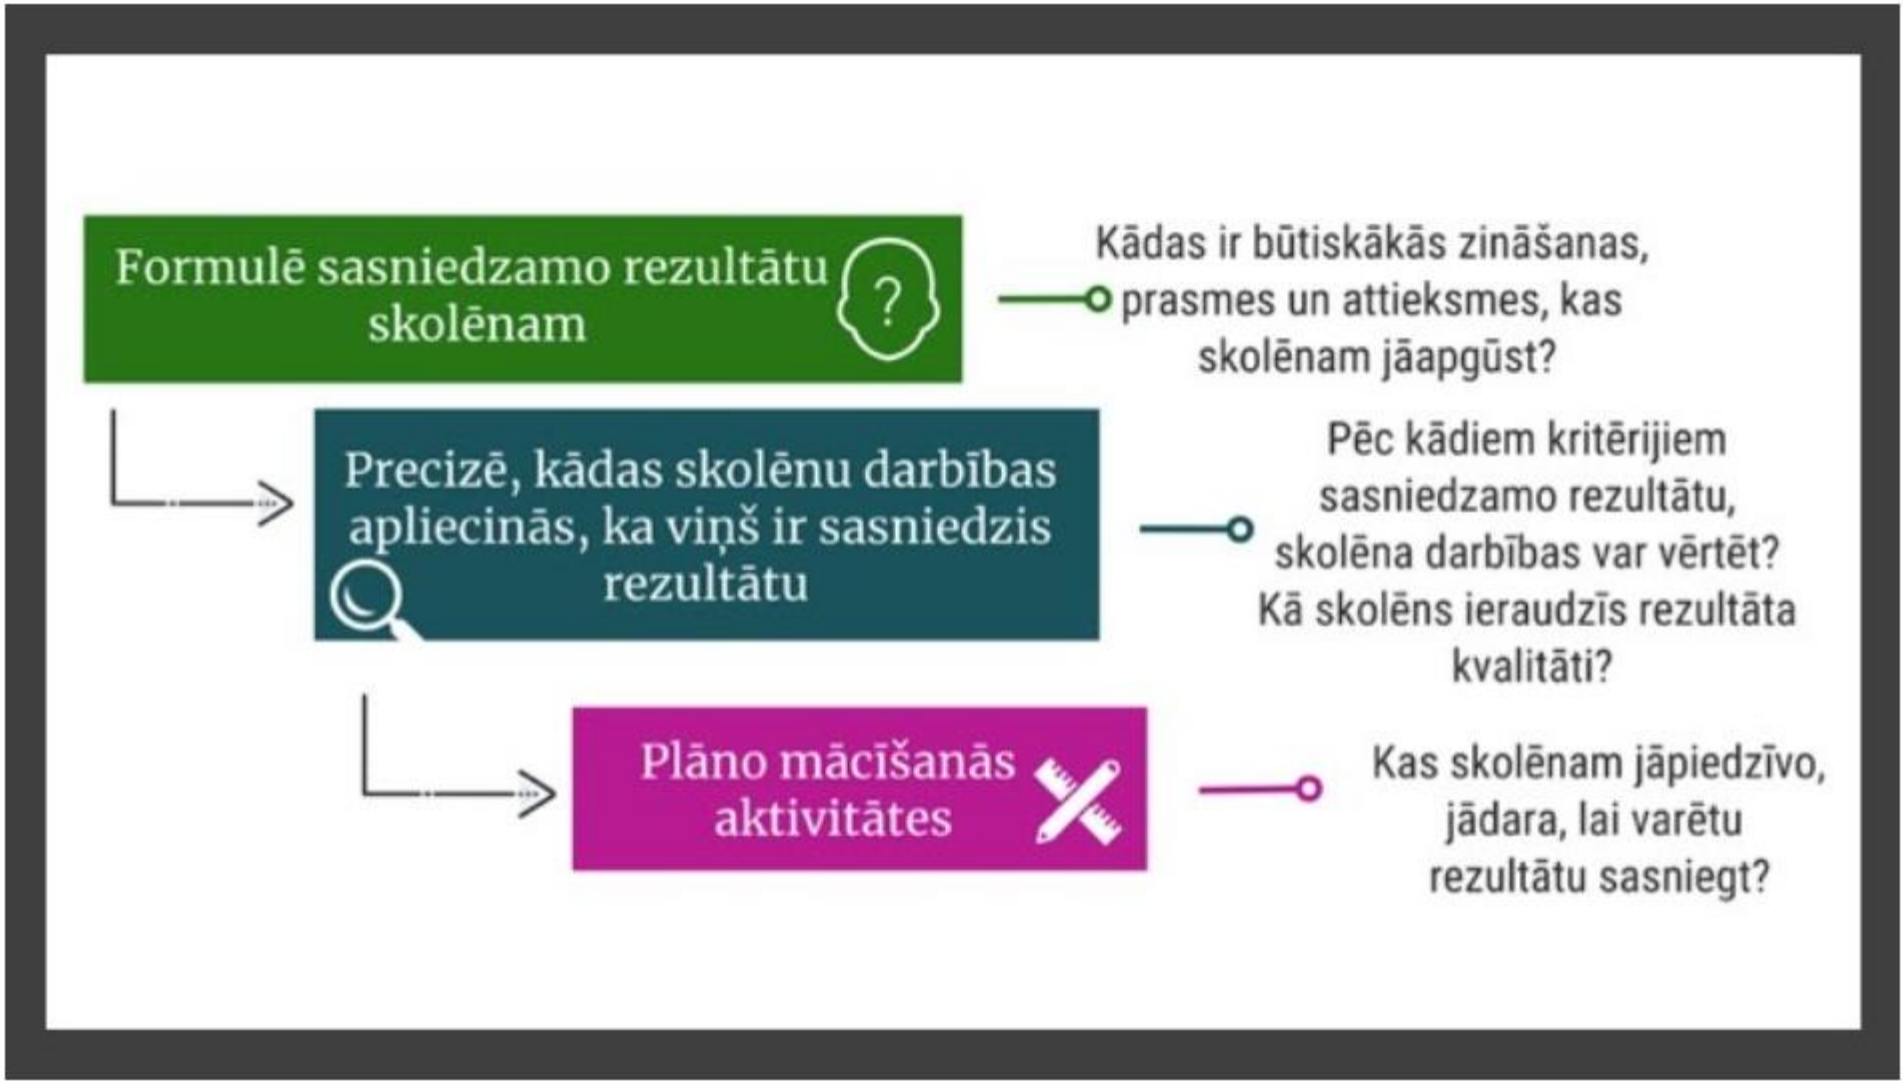 Formulē sasniedzamo rezultātu
skolēnam
?
Kādas ir būtiskākās zināšanas,
prasmes un attieksmes, kas
skolēnam jāapgūst?
Precizē, kādas skolēnu darbības
apliecinās, ka viņš ir sasniedzis
rezultātu
Pēc kādiem kritērijiem
sasniedzamo rezultātu,
skolēna darbības var vērtēt?
Kā skolēns ieraudzīs rezultāta
kvalitāti?
Plāno mācīšanās
aktivitātes
Kas skolēnam jāpiedzīvo,
jādara, lai varētu
rezultātu sasniegt?